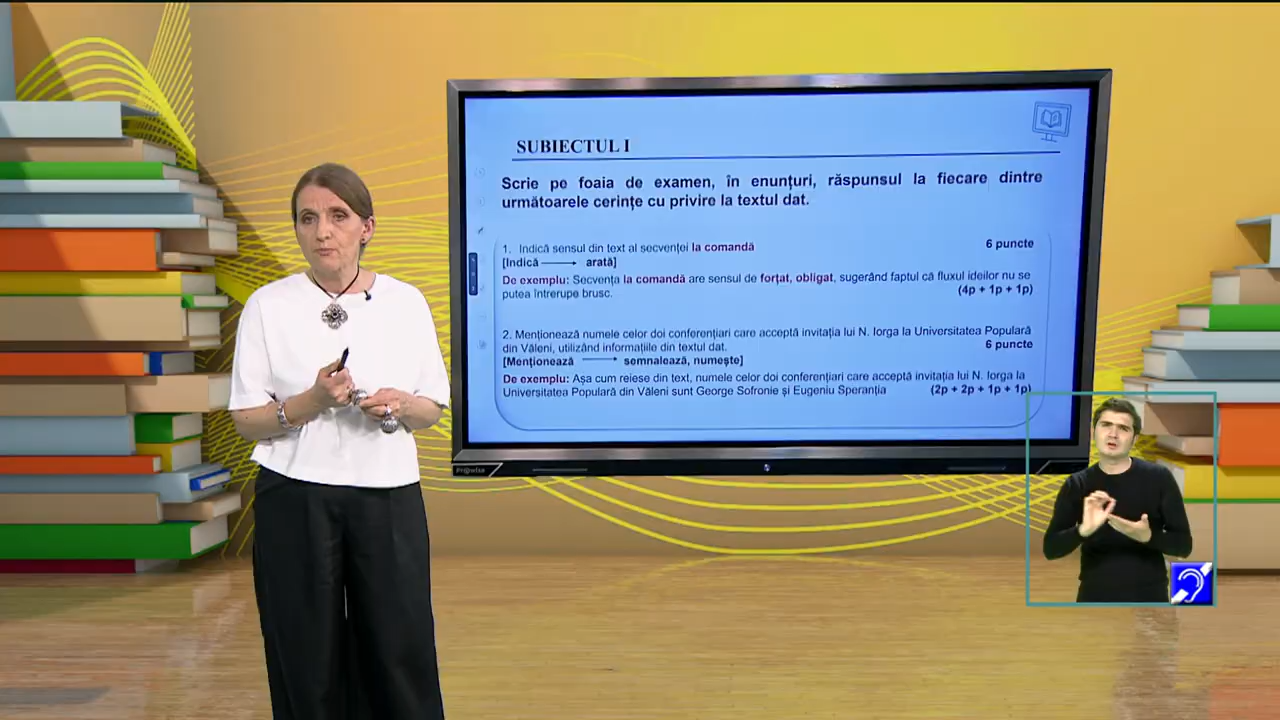 SUBIECTUL I
Scrie pe foaia de examen, în enunțuri, răspunsul la fiecare dintre
următoarele cerințe cu privire la textul dat.
1. Indică sensul din text al secvenței la comandă 6 puncte
[Indică arată]
De exemplu: Secvența la comandă are sensul de forțat, obligat, sugerând faptul că fluxul ideilor nu se
putea întrerupe brusc. (4p + 1p + 1p)
2. Menționează numele celor doi conferențiari care acceptă invitația lui N. Iorga la Universitatea Populară
din Văleni, utilizând informațiile din textul dat. 6 puncte
[Menționează semnalează, numește]
De exemplu: Așa cum reiese din text, numele celor doi conferențiari care acceptă invitația lui N. Iorga la
Universitatea Populară din Văleni sunt George Sofronie și Eugeniu Speranția (2p + 2p + 1p + 1p)
Prowise